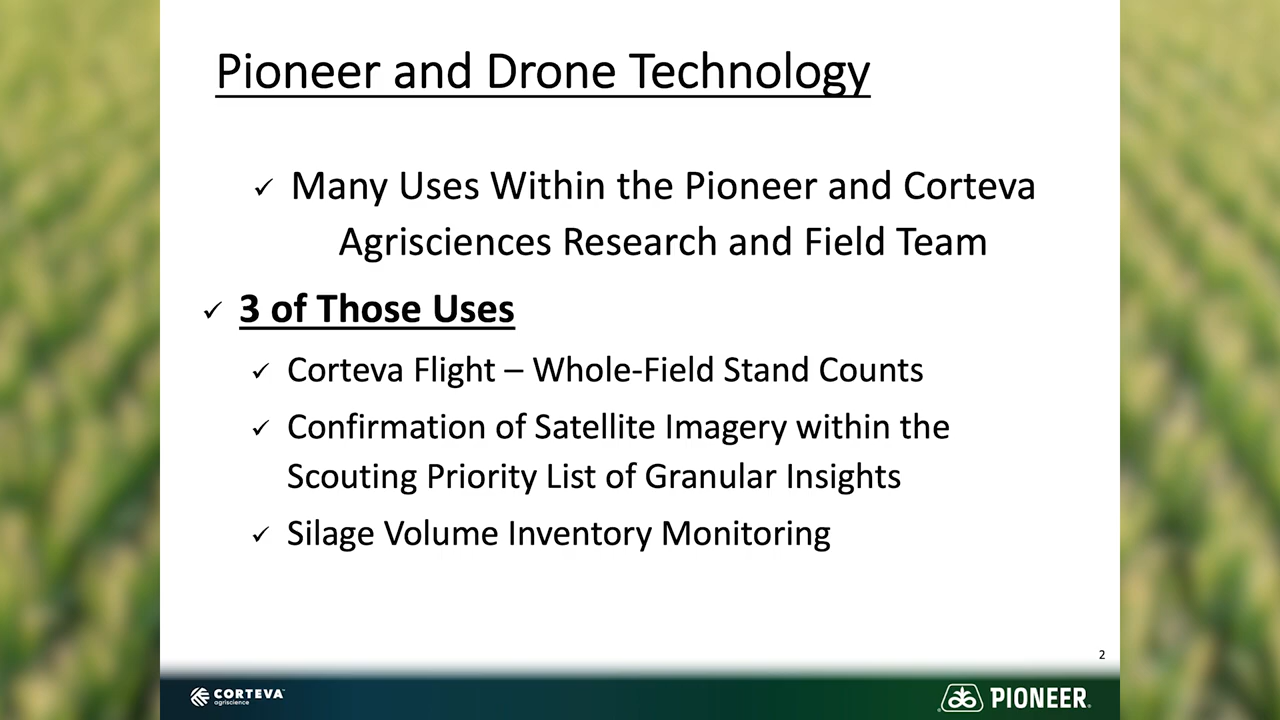 Pioneer and Drone Technology
✓ Many Uses Within the Pioneer and Corteva
Agrisciences Research and Field Team
✓ 3 of Those Uses
✓ Corteva Flight – Whole-Field Stand Counts
✓ Confirmation of Satellite Imagery within the
Scouting Priority List of Granular Insights
✓ Silage Volume Inventory Monitoring
2
CORTEVA™
agriscience
PIONEER®